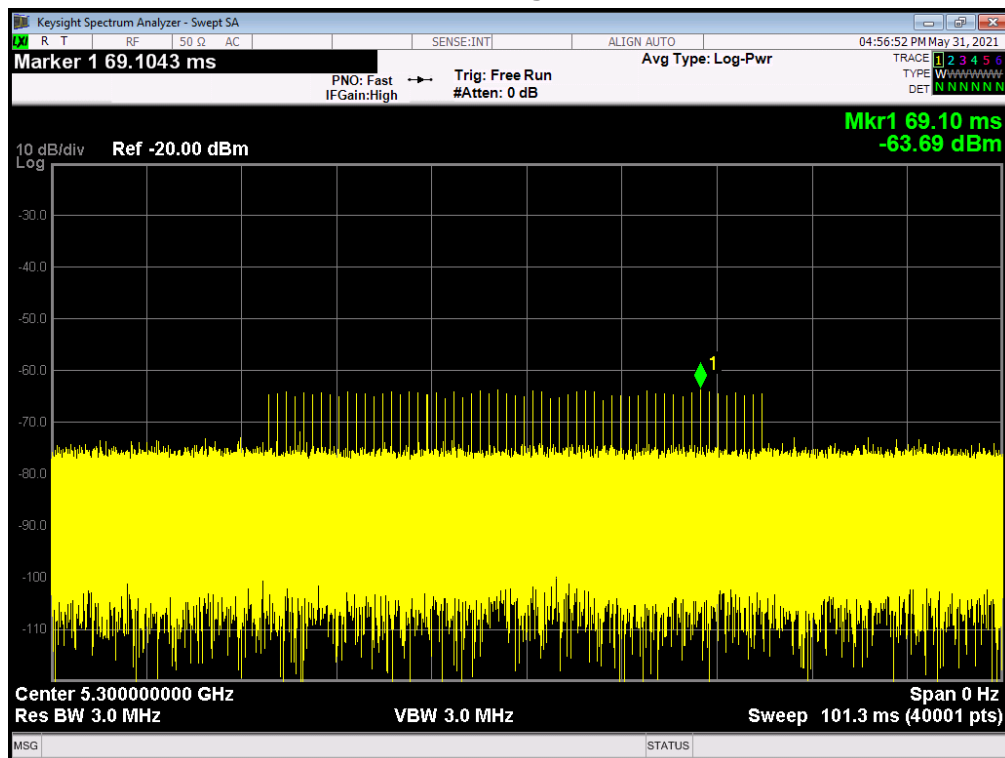 Keysight Spectrum Analyzer - Swept SA
LXI R T RF 50 Ω AC SENSE:INT ALIGN AUTO 04:56:52 PM May 31, 2021
Marker 1 69.1043 ms
PNO: Fast
IFGain:High
Trig: Free Run
#Atten: 0 dB
Avg Type: Log-Pwr
TRACE 1 2 3 4 5 6
TYPE WWWWWW
DET N N N N N N
Mkr1 69.10 ms
-63.69 dBm
10 dB/div Ref -20.00 dBm
Log
-30.0
-40.0
-50.0
-60.0
-70.0
-80.0
-90.0
-100
-110
1
Center 5.300000000 GHz Span 0 Hz
Res BW 3.0 MHz VBW 3.0 MHz Sweep 101.3 ms (40001 pts)
MSG STATUS